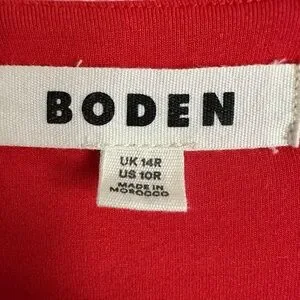 BODEN
UK 14R
US 10R
MADE IN
MOROCCO